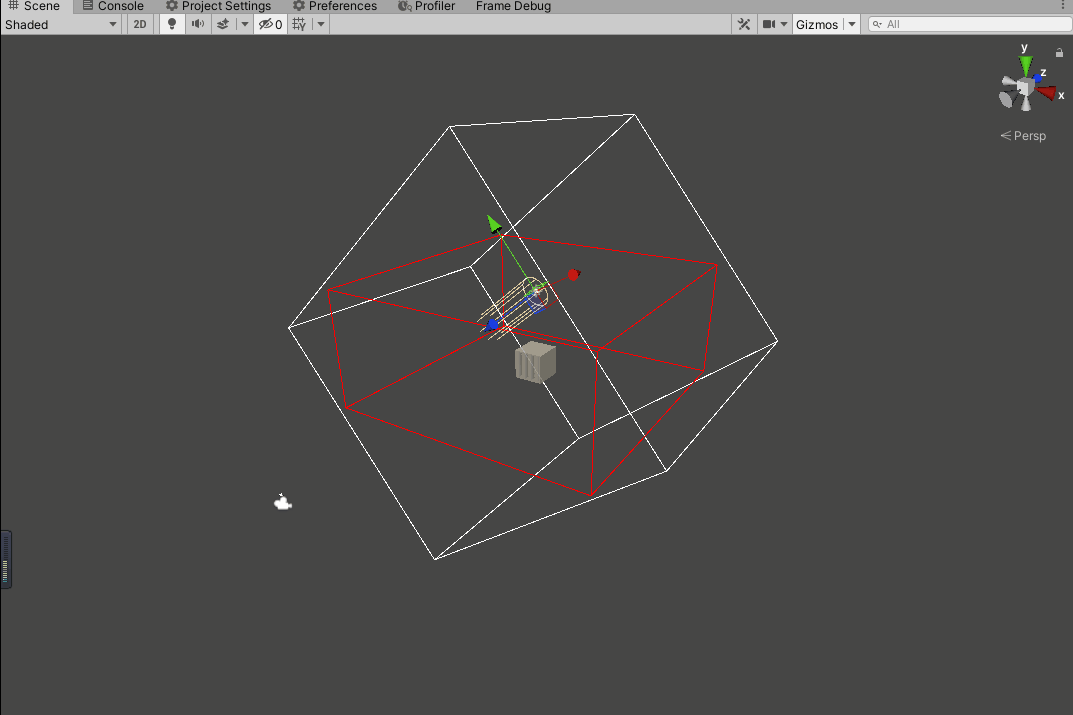 Scene Console Project Settings Preferences Profiler Frame Debug
Shaded 2D 0 Gizmos All
y
z
x
Persp